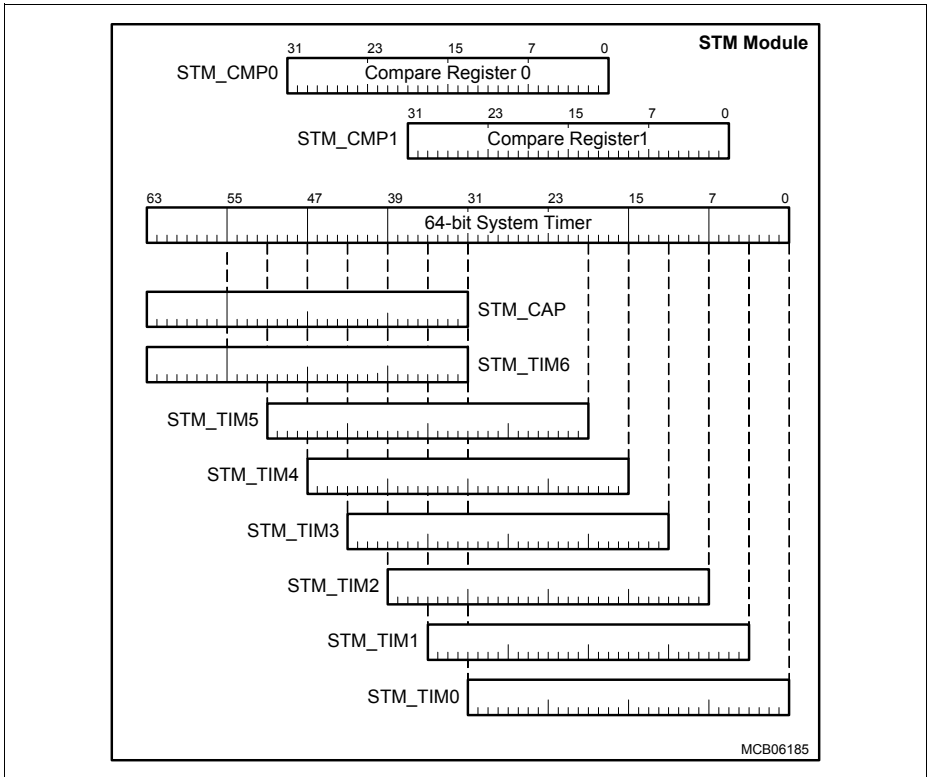 STM Module
31 23 15 7 0
STM_CMP0 Compare Register 0
31 23 15 7 0
STM_CMP1 Compare Register1
63 55 47 39 31 23 15 7 0
64-bit System Timer
STM_CAP
STM_TIM6
STM_TIM5
STM_TIM4
STM_TIM3
STM_TIM2
STM_TIM1
STM_TIM0
MCB06185